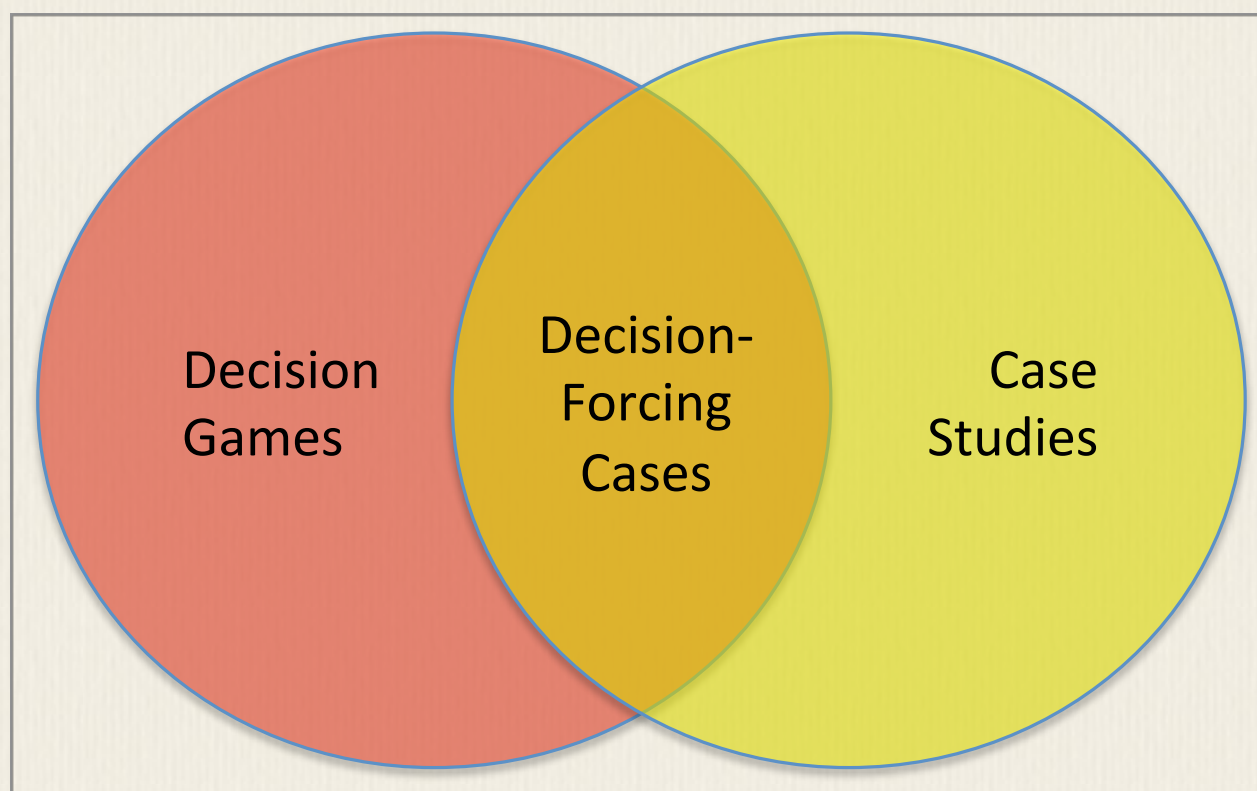 Decision
Games
Decision-
Forcing
Cases
Case
Studies